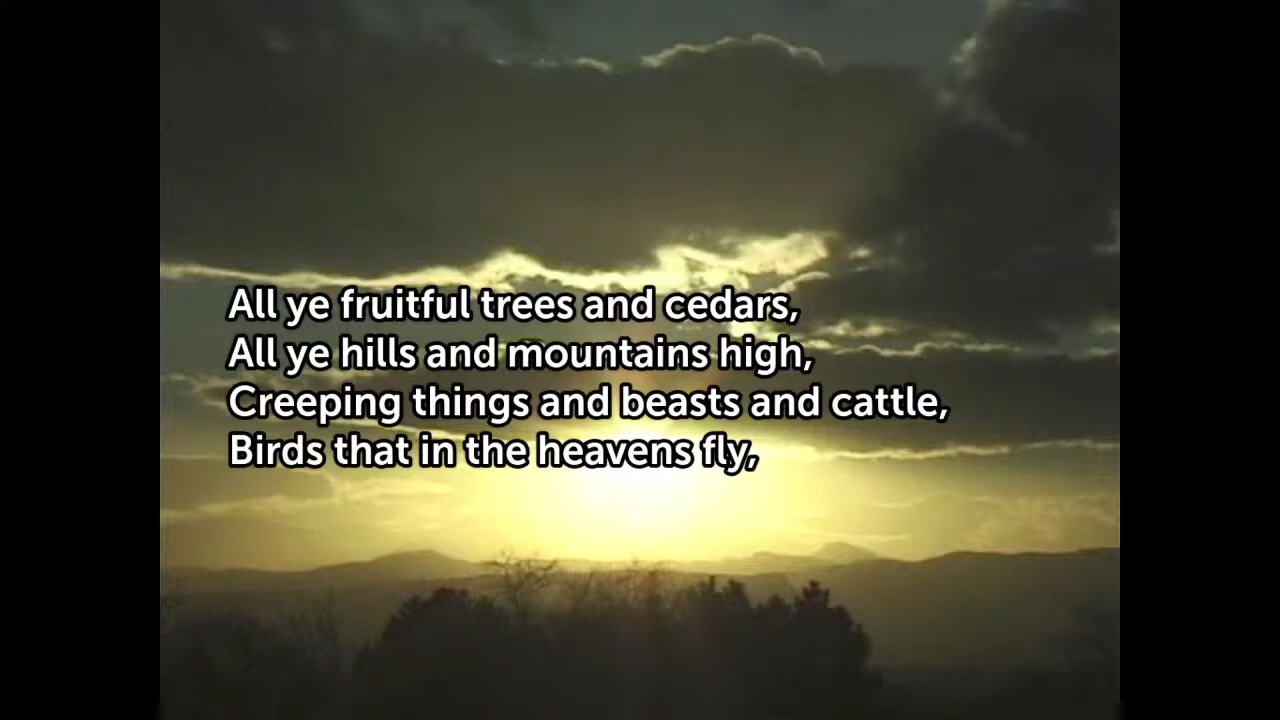 All ye fruitful trees and cedars,
All ye hills and mountains high,
Creeping things and beasts and cattle,
Birds that in the heavens fly,